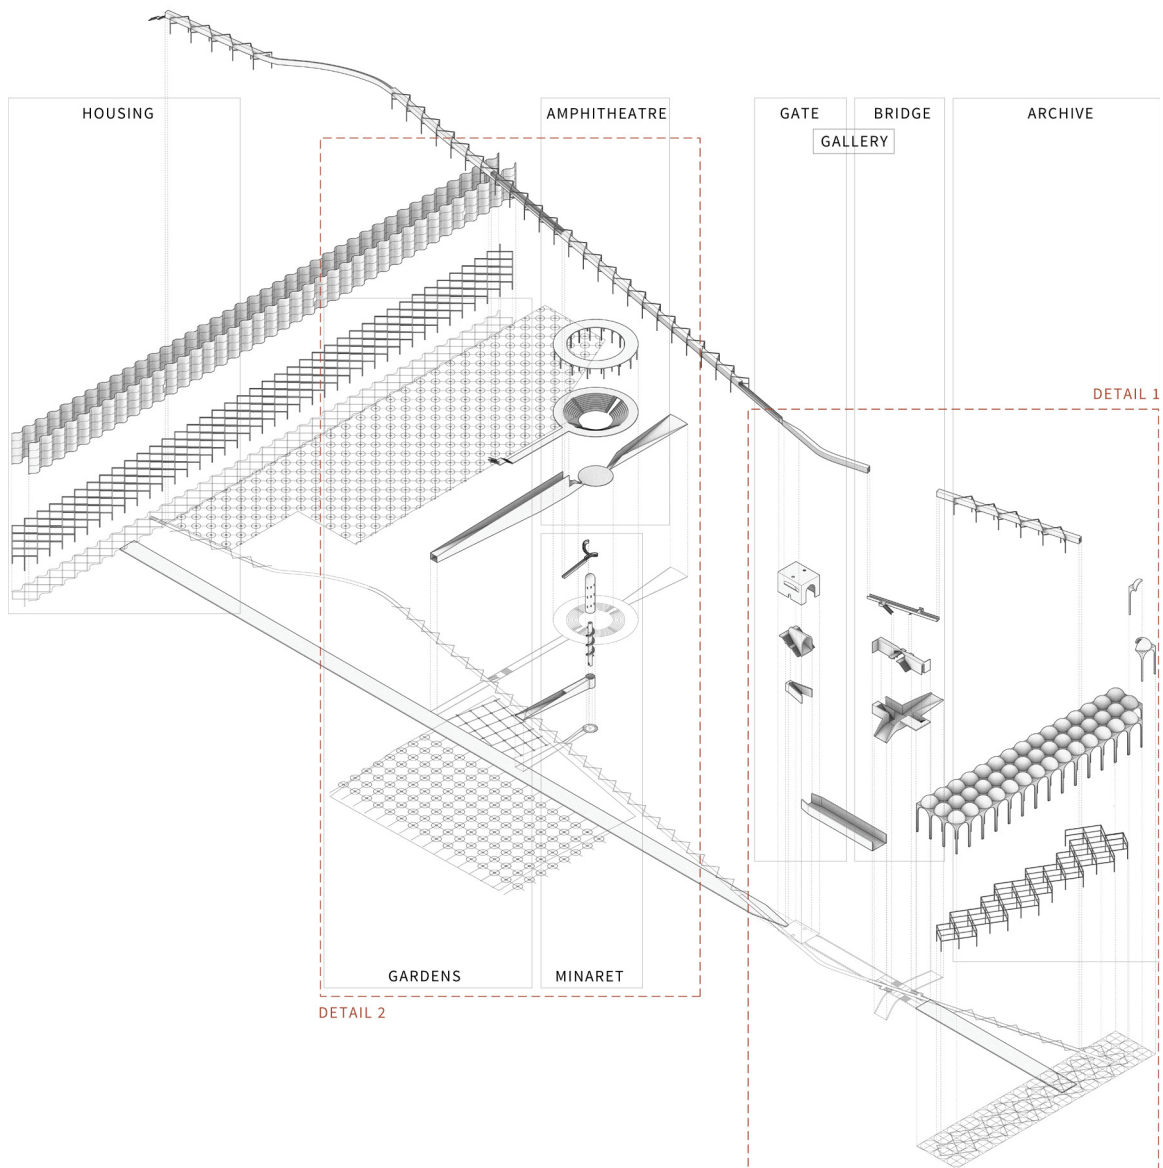 HOUSING
AMPHITHEATRE
GATE
BRIDGE
ARCHIVE
GALLERY
DETAIL 1
GARDENS
MINARET
DETAIL 2